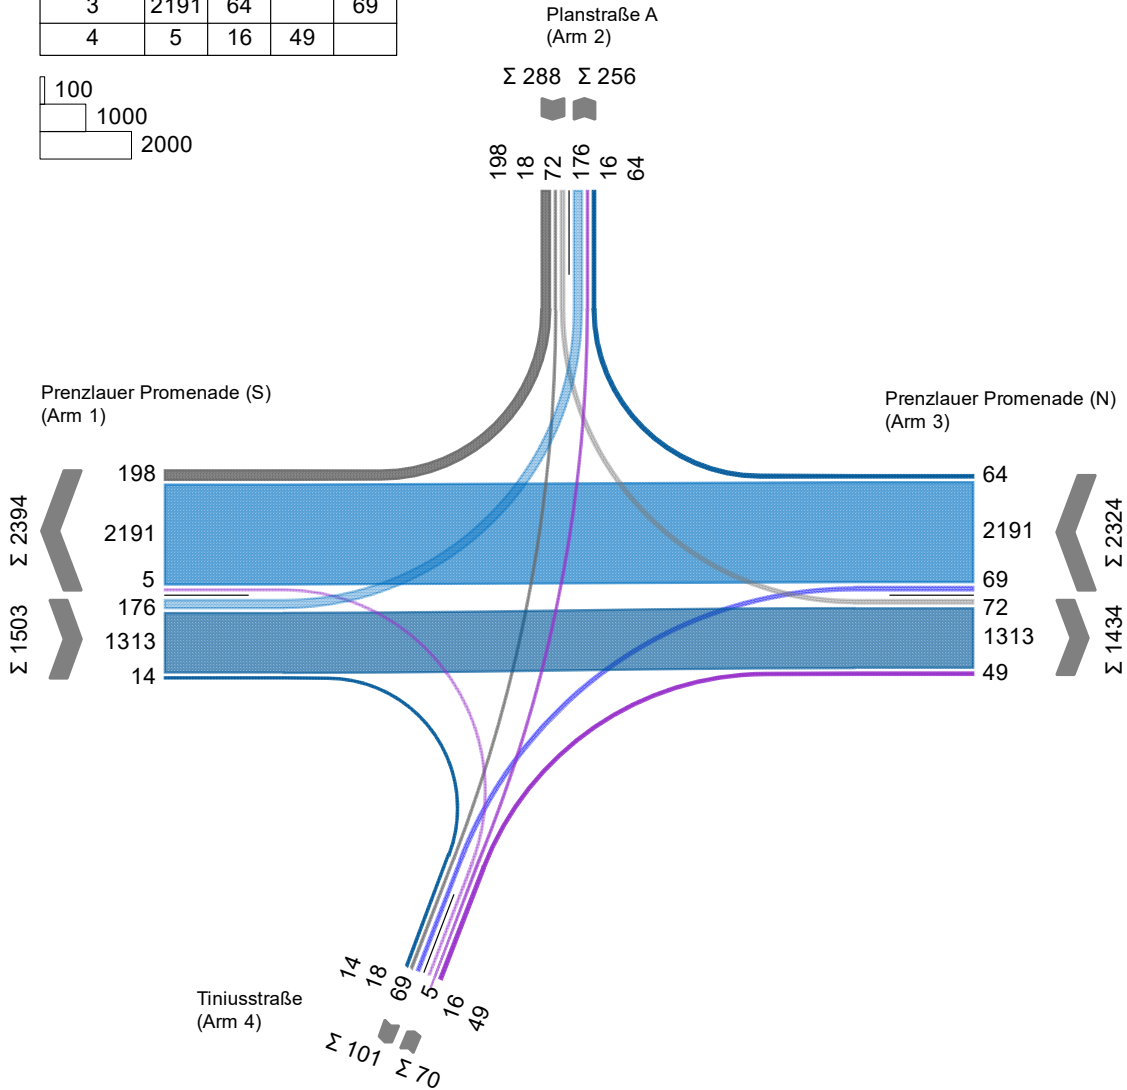 3 2191 64 69
4 5 16 49
100
1000
2000
Planstraße A
(Arm 2)
Σ 288 Σ 256
198 18 72 176 16 64
Prenzlauer Promenade (S)
(Arm 1)
Prenzlauer Promenade (N)
(Arm 3)
Σ 2394
198
2191
5
Σ 1503
176
1313
14
64
2191
69
Σ 2324
72
1313
49
Σ 1434
14 18 69 5 16 49
Tiniusstraße
(Arm 4)
Σ 101 Σ 70